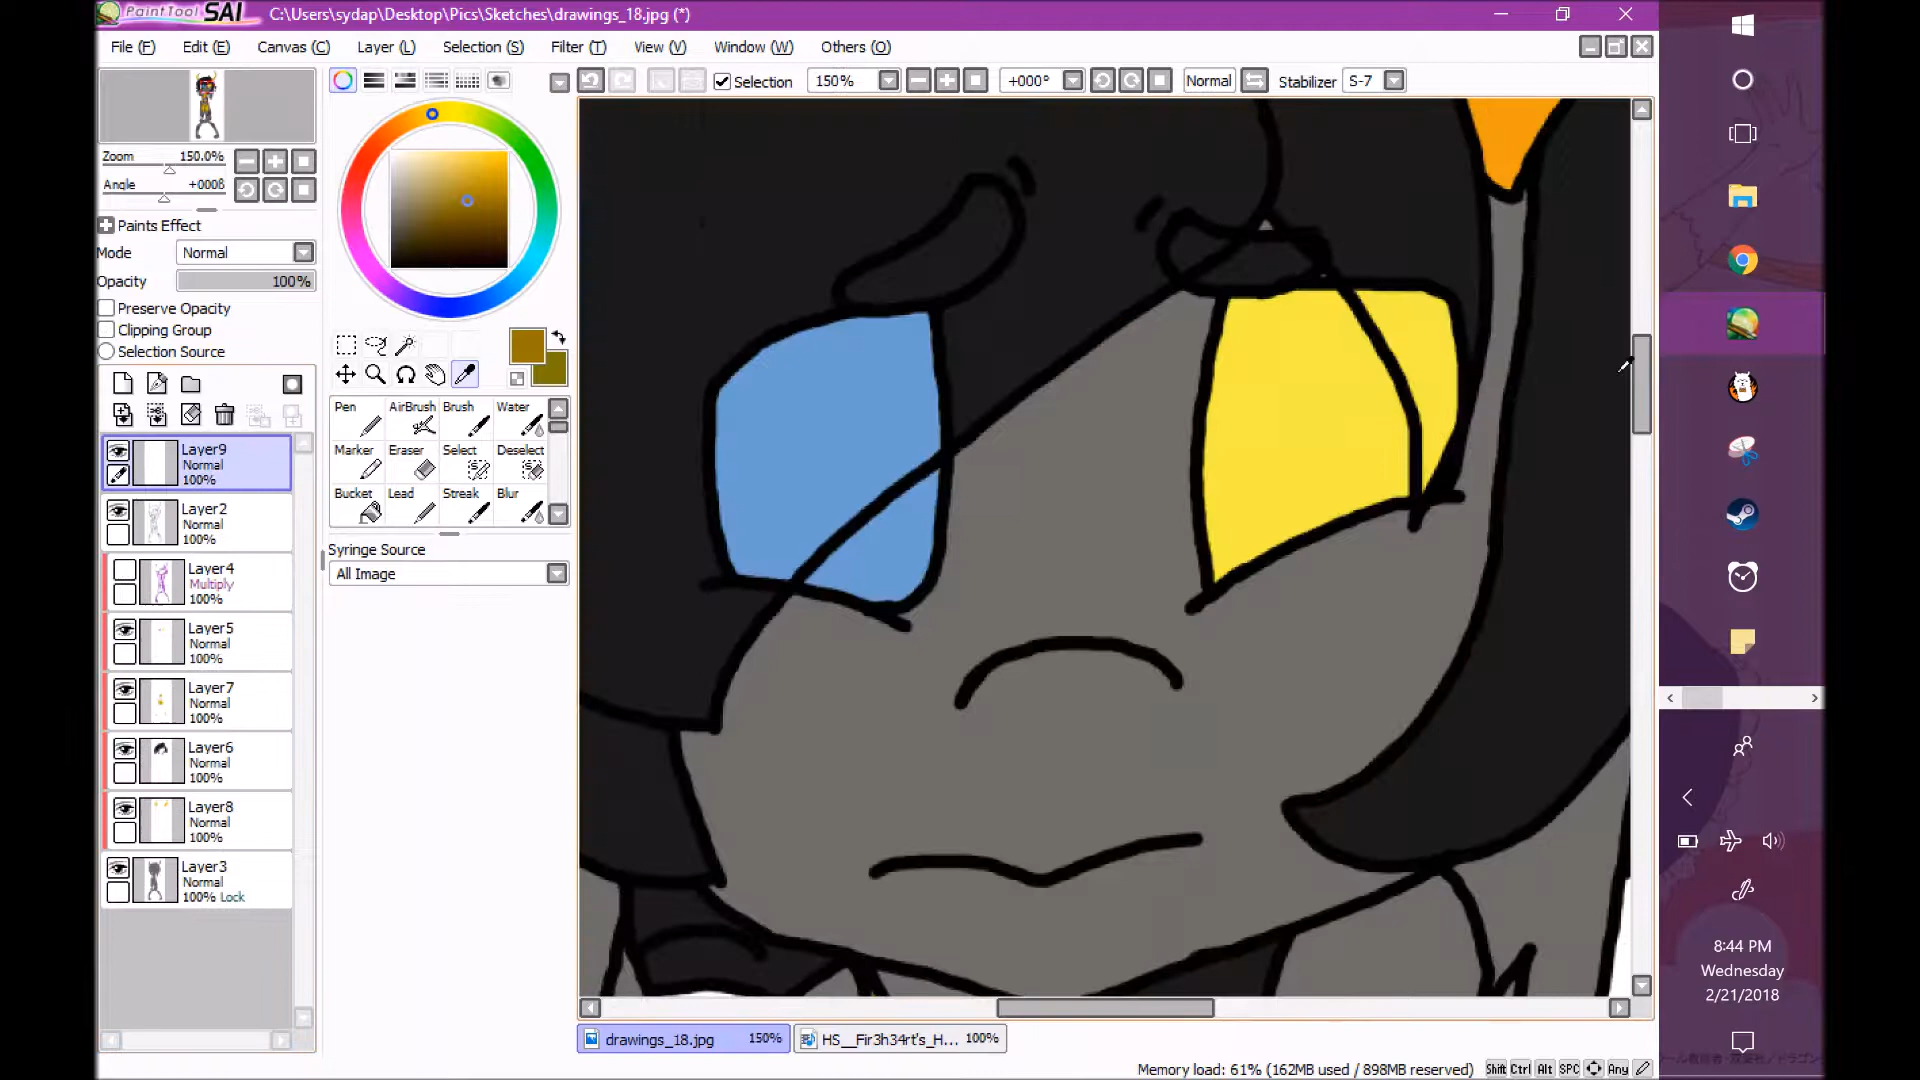 PaintTool SAI C:\Users\sydap\Desktop\Pics\Sketches\drawings_18.jpg (*)
File (F) Edit (E) Canvas (C) Layer (L) Selection (S) Filter (T) View (V) Window (W) Others (O)
Selection 150% +000° Normal Stabilizer S-7
Zoom 150.0%
Angle +000ß
Paints Effect
Mode Normal
Opacity 100%
Preserve Opacity
Clipping Group
Selection Source
Layer9
Normal
100%
Layer2
Normal
100%
Layer4
Multiply
100%
Layer5
Normal
100%
Layer7
Normal
100%
Layer6
Normal
100%
Layer8
Normal
100%
Layer3
Normal
100% Lock
Pen AirBrush Brush Water
Marker Eraser Select Deselect
Bucket Lead Streak Blur
Syringe Source
All Image
drawings_18.jpg 150% HS__Fir3h34rt's_H... 100%
Memory load: 61% (162MB used / 898MB reserved) Shift Ctrl Alt SPC Any
8:44 PM
Wednesday
2/21/2018